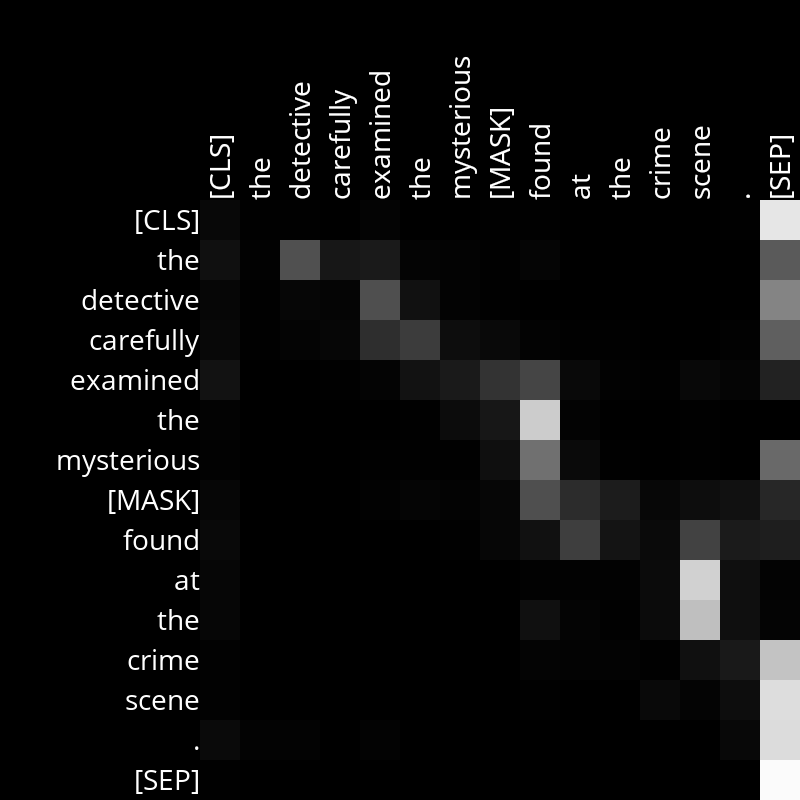 [CLS]
the
detective
carefully
examined
the
mysterious
[MASK]
found
at
the
crime
scene
.
[SEP]
[CLS]
the
detective
carefully
examined
the
mysterious
[MASK]
found
at
the
crime
scene
.
[SEP]